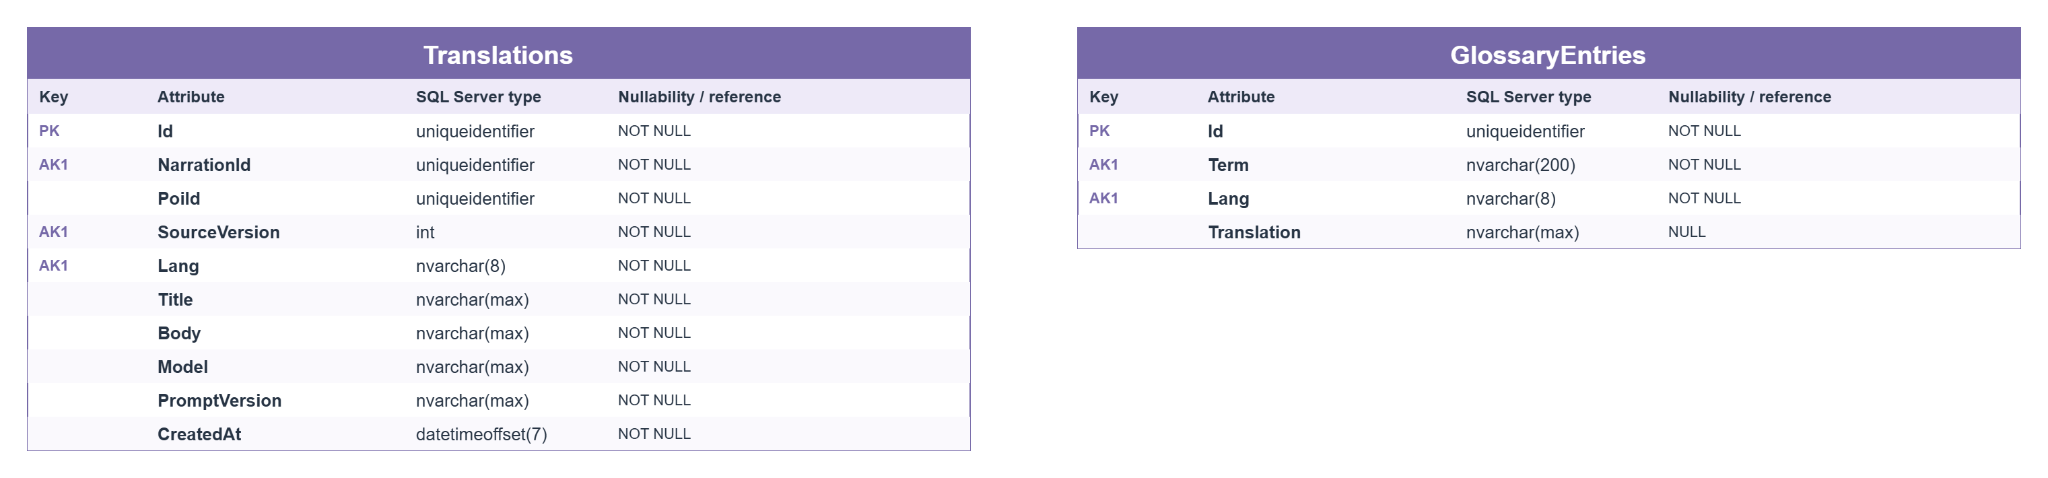 Translations
Key Attribute SQL Server type Nullability / reference
PK Id uniqueidentifier NOT NULL
AK1 NarrationId uniqueidentifier NOT NULL
PoiId uniqueidentifier NOT NULL
AK1 SourceVersion int NOT NULL
AK1 Lang nvarchar(8) NOT NULL
Title nvarchar(max) NOT NULL
Body nvarchar(max) NOT NULL
Model nvarchar(max) NOT NULL
PromptVersion nvarchar(max) NOT NULL
CreatedAt datetimeoffset(7) NOT NULL
GlossaryEntries
Key Attribute SQL Server type Nullability / reference
PK Id uniqueidentifier NOT NULL
AK1 Term nvarchar(200) NOT NULL
AK1 Lang nvarchar(8) NOT NULL
Translation nvarchar(max) NULL